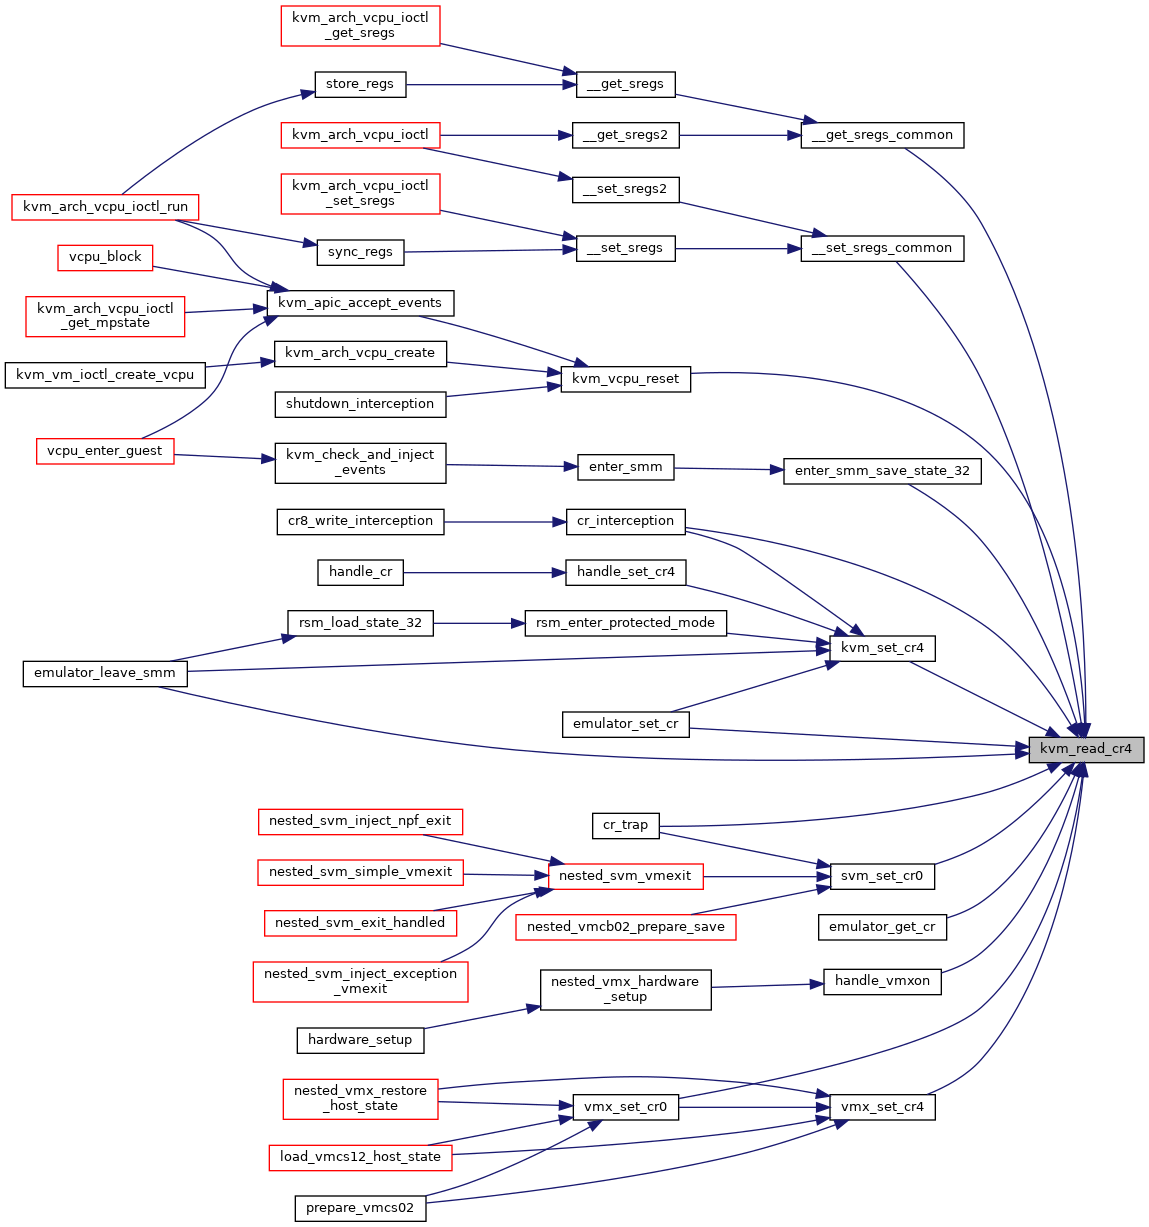 kvm_arch_vcpu_ioctl
_get_sregs
store_regs
__get_sregs
kvm_arch_vcpu_ioctl
__get_sregs2
__get_sregs_common
kvm_arch_vcpu_ioctl
_set_sregs
__set_sregs2
kvm_arch_vcpu_ioctl_run
sync_regs
__set_sregs
__set_sregs_common
vcpu_block
kvm_apic_accept_events
kvm_arch_vcpu_ioctl
_get_mpstate
kvm_arch_vcpu_create
kvm_vm_ioctl_create_vcpu
kvm_vcpu_reset
shutdown_interception
vcpu_enter_guest
kvm_check_and_inject
_events
enter_smm
enter_smm_save_state_32
cr8_write_interception
cr_interception
handle_cr
handle_set_cr4
rsm_load_state_32
rsm_enter_protected_mode
kvm_set_cr4
emulator_leave_smm
emulator_set_cr
kvm_read_cr4
nested_svm_inject_npf_exit
cr_trap
nested_svm_simple_vmexit
nested_svm_vmexit
svm_set_cr0
nested_svm_exit_handled
nested_vmcb02_prepare_save
emulator_get_cr
nested_svm_inject_exception
_vmexit
nested_vmx_hardware
_setup
handle_vmxon
hardware_setup
nested_vmx_restore
_host_state
vmx_set_cr0
vmx_set_cr4
load_vmcs12_host_state
prepare_vmcs02